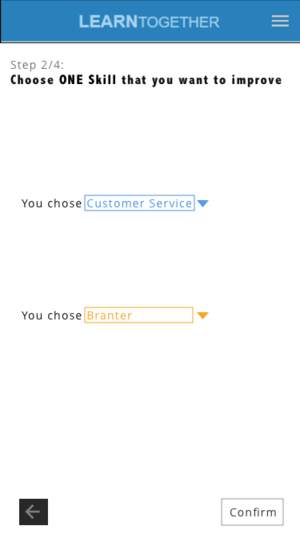 LEARNTOGETHER
Step 2/4:
Choose ONE Skill that you want to improve
You chose Customer Service
You chose Branter
Confirm